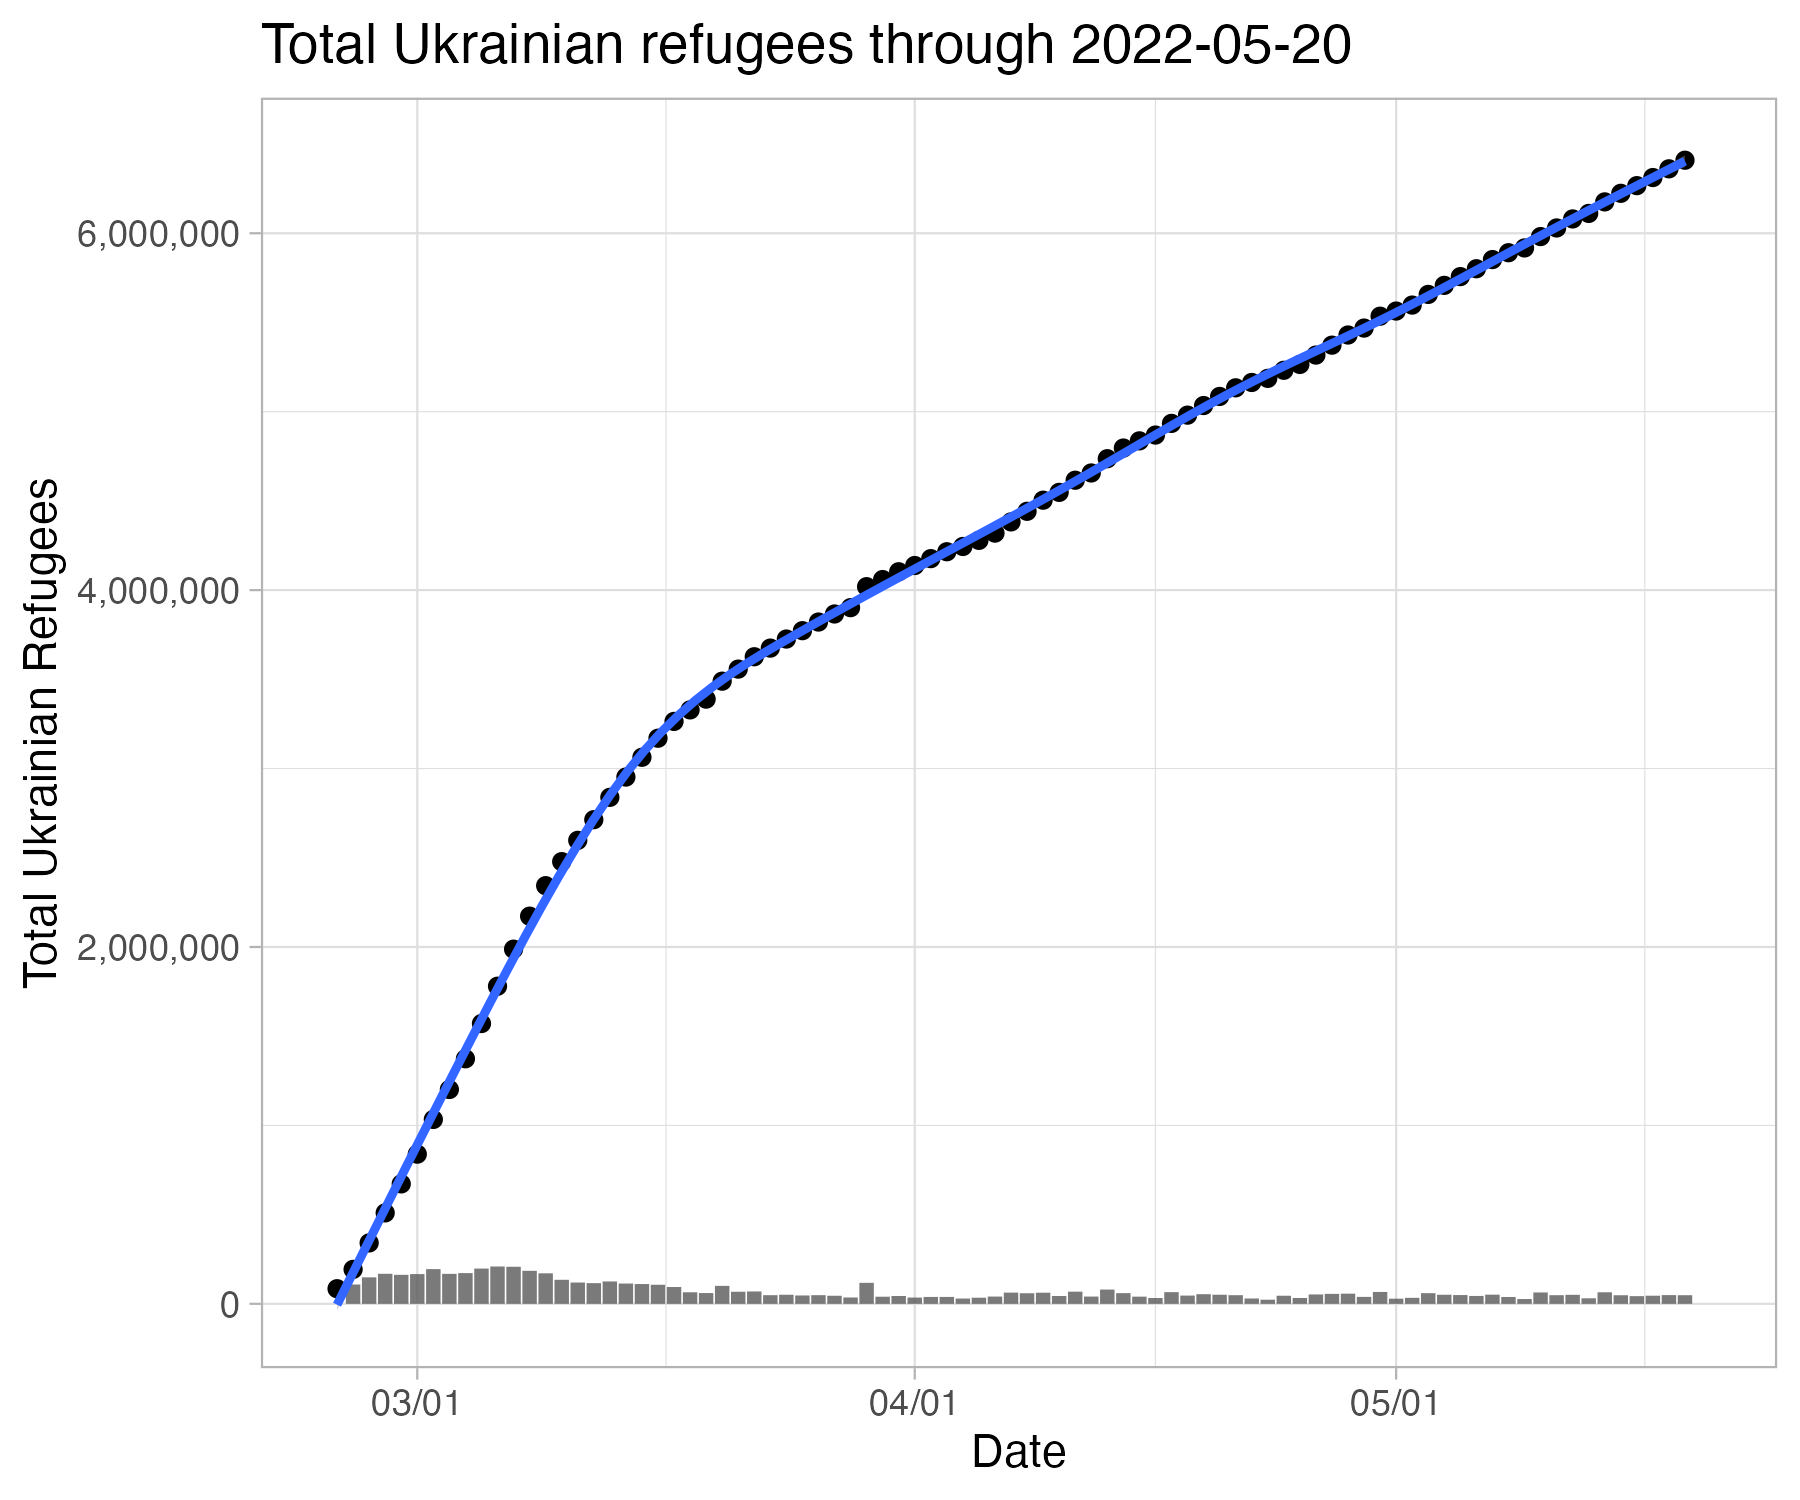 Total Ukrainian refugees through 2022-05-20
Total Ukrainian Refugees
6,000,000
4,000,000
2,000,000
0
03/01
04/01
05/01
Date